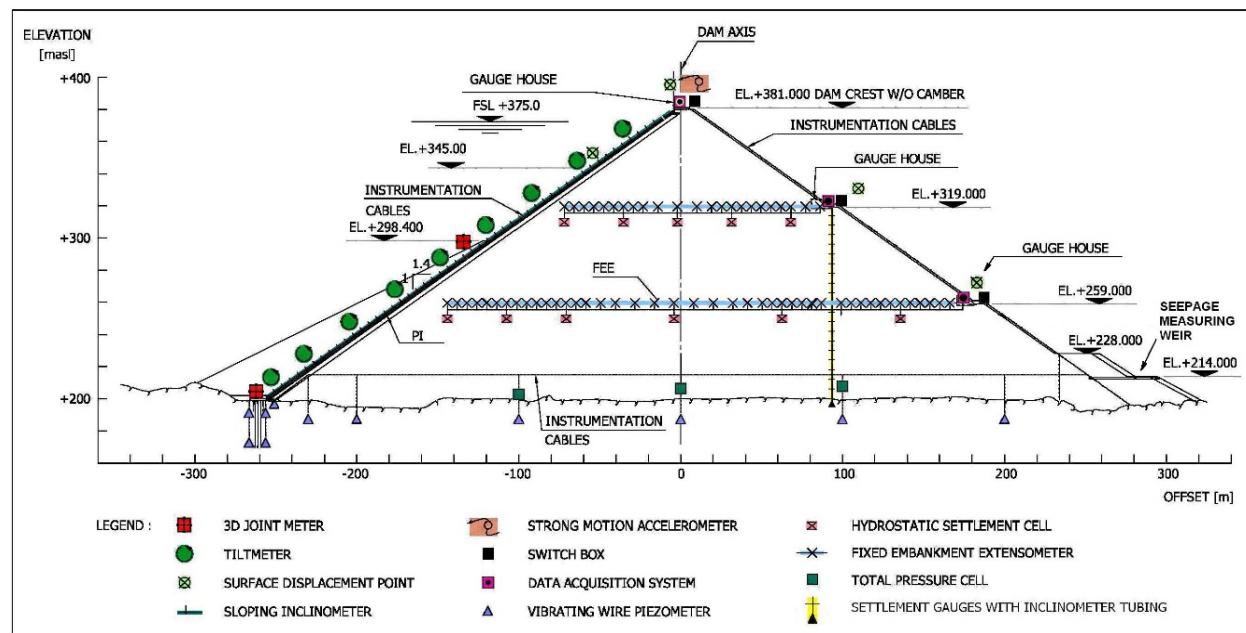 ELEVATION
[masl]
DAM AXIS
+400
GAUGE HOUSE
FSL +375.0
EL.+381.000 DAM CREST W/O CAMBER
INSTRUMENTATION CABLES
EL.+345.00
GAUGE HOUSE
INSTRUMENTATION
CABLES
EL.+319.000
EL.+298.400
+300
1.4
1
FEE
GAUGE HOUSE
EL.+259.000
SEEPAGE
MEASURING
WEIR
PI
EL.+228.000
EL.+214.000
+200
INSTRUMENTATION
CABLES
-300 -200 -100 0 100 200 300
OFFSET [m]
LEGEND :
3D JOINT METER
STRONG MOTION ACCELEROMETER
HYDROSTATIC SETTLEMENT CELL
TILTMETER
SWITCH BOX
FIXED EMBANKMENT EXTENSOMETER
SURFACE DISPLACEMENT POINT
DATA ACQUISITION SYSTEM
TOTAL PRESSURE CELL
SLOPING INCLINOMETER
VIBRATING WIRE PIEZOMETER
SETTLEMENT GAUGES WITH INCLINOMETER TUBING